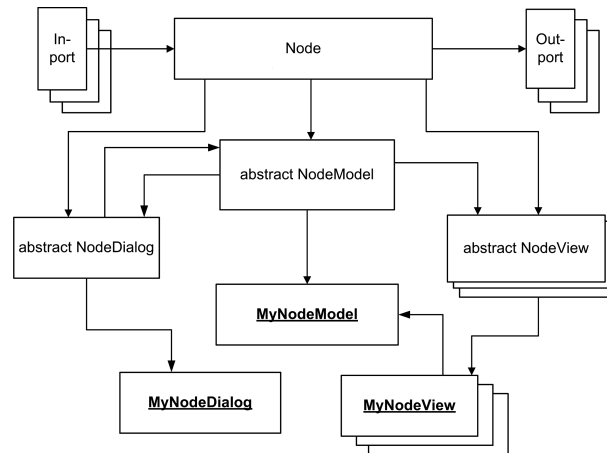 In-
port
Node
Out-
port
abstract NodeModel
abstract NodeDialog
abstract NodeView
MyNodeModel
MyNodeDialog
MyNodeView